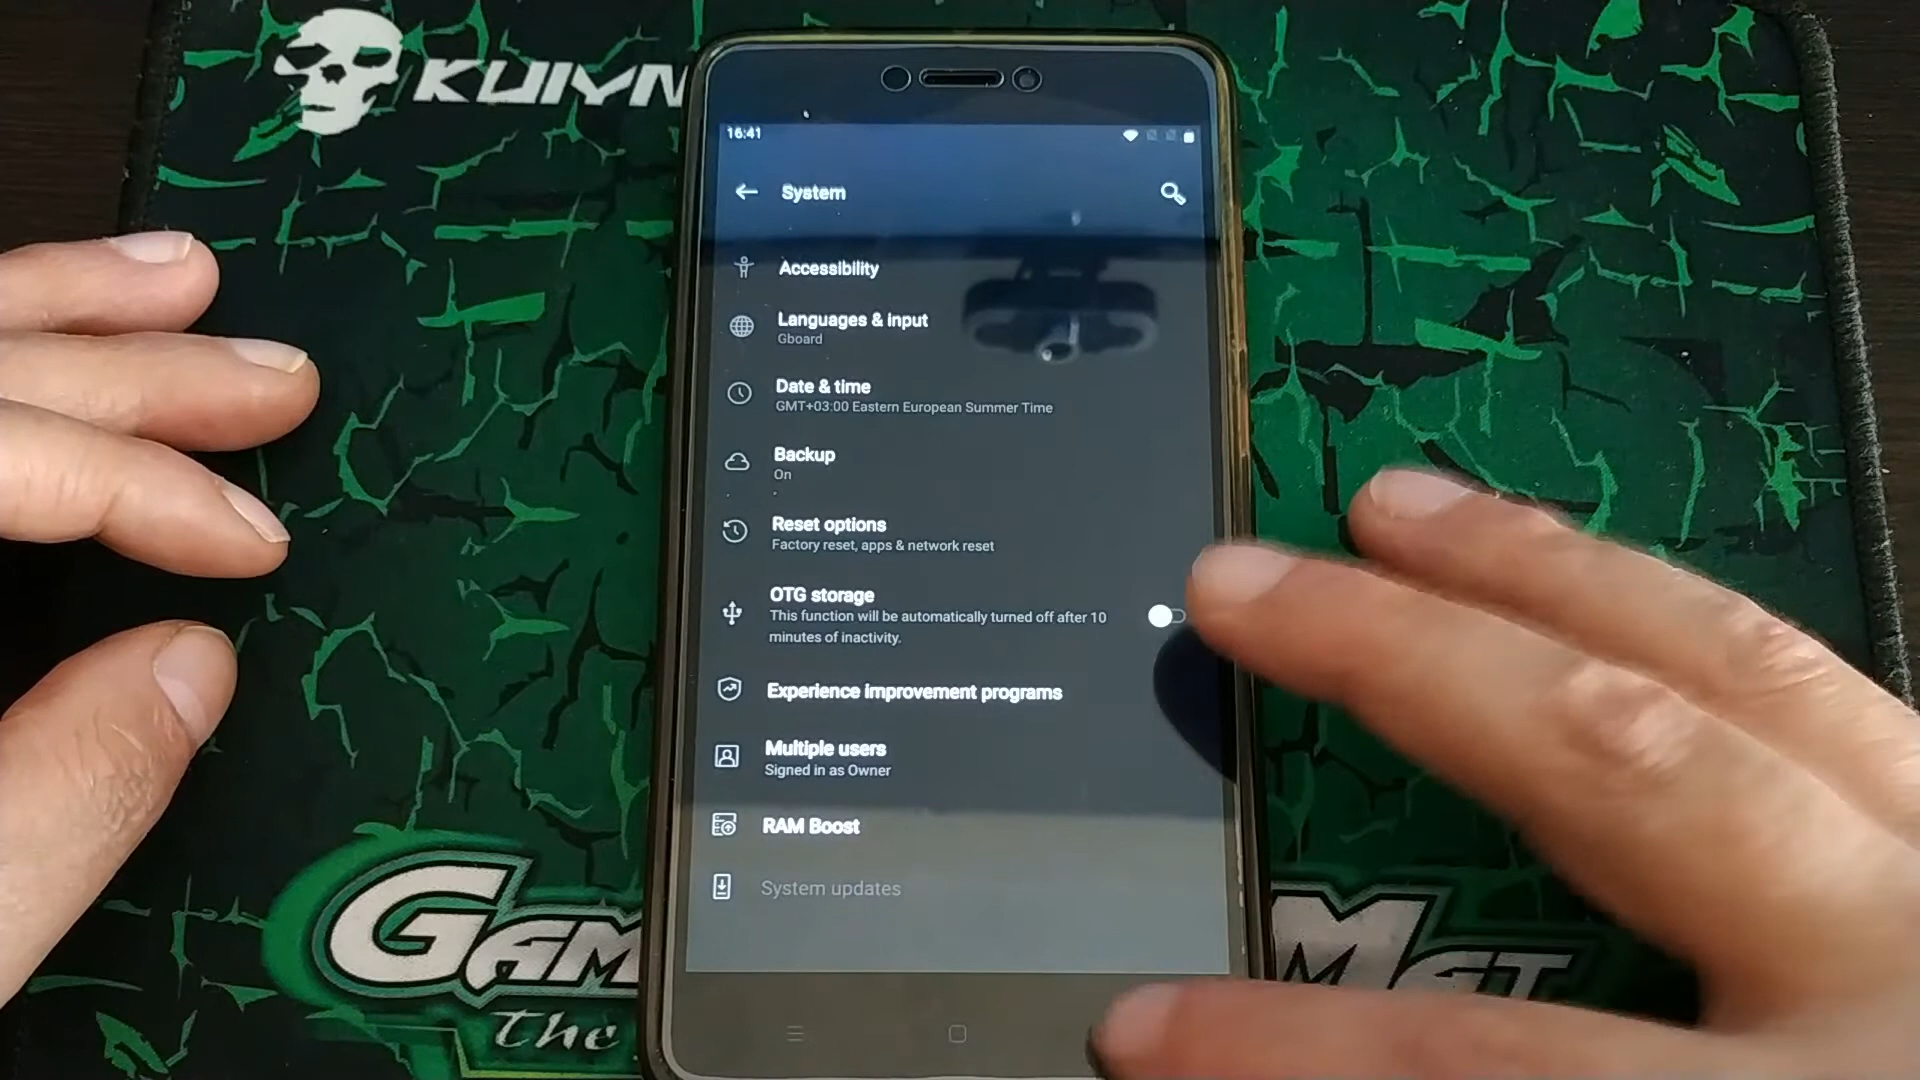 KUIYN
16:41
System
Accessibility
Languages & input
Gboard
Date & time
GMT+03:00 Eastern European Summer Time
Backup
On
Reset options
Factory reset, apps & network reset
OTG storage
This function will be automatically turned off after 10
minutes of inactivity.
Experience improvement programs
Multiple users
Signed in as Owner
RAM Boost
System updates
GAM
The